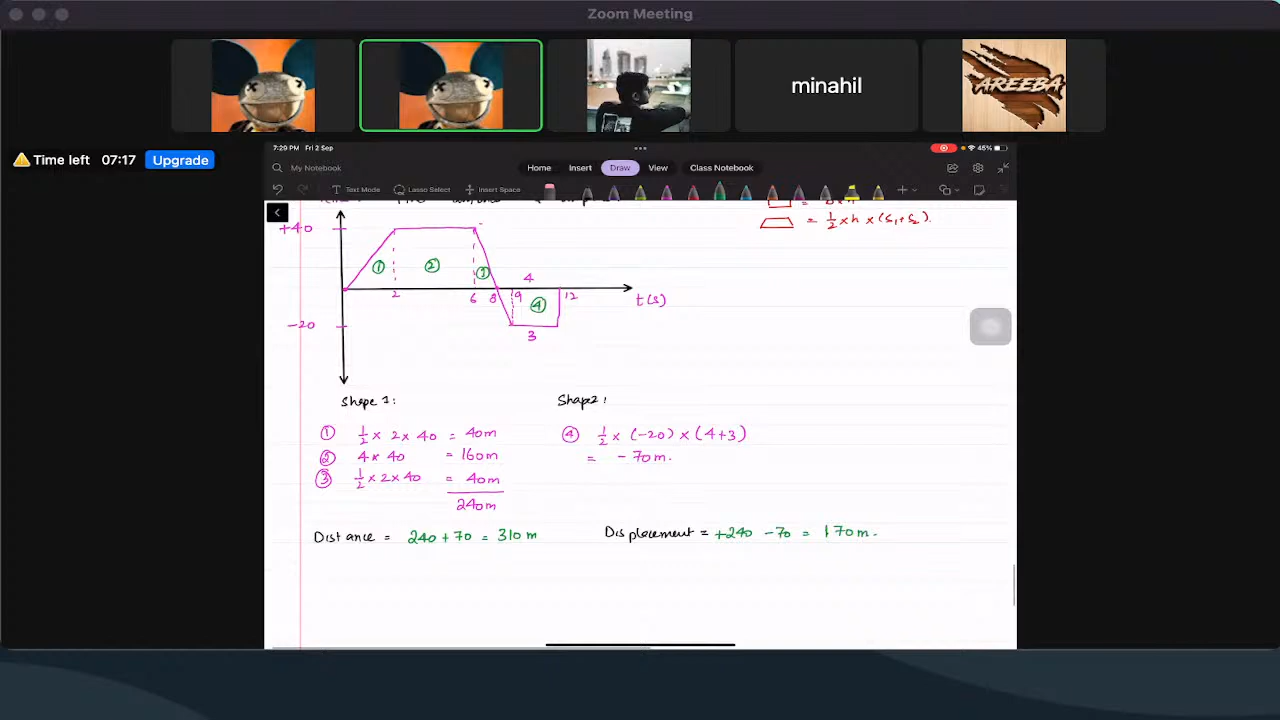 Zoom Meeting
minahil
AREEBA
Time left 07:17 Upgrade
7:29 PM Fri 2 Sep
45%
My Notebook
Home Insert Draw View Class Notebook
Text Mode Lasso Select Insert Space
= ½ × h × (S₁+S₂).
+40
① ② ③ 4
2 6 8 9 12
t(s)
④
-20
3
Shape 1:
Shape2:
① ½ × 2 × 40 = 40m
② 4 × 40 = 160m
③ ½ × 2 × 40 = 40m
240m
④ ½ × (-20) × (4+3)
= -70m.
Distance = 240 + 70 = 310 m
Displacement = +240 - 70 = 170m.